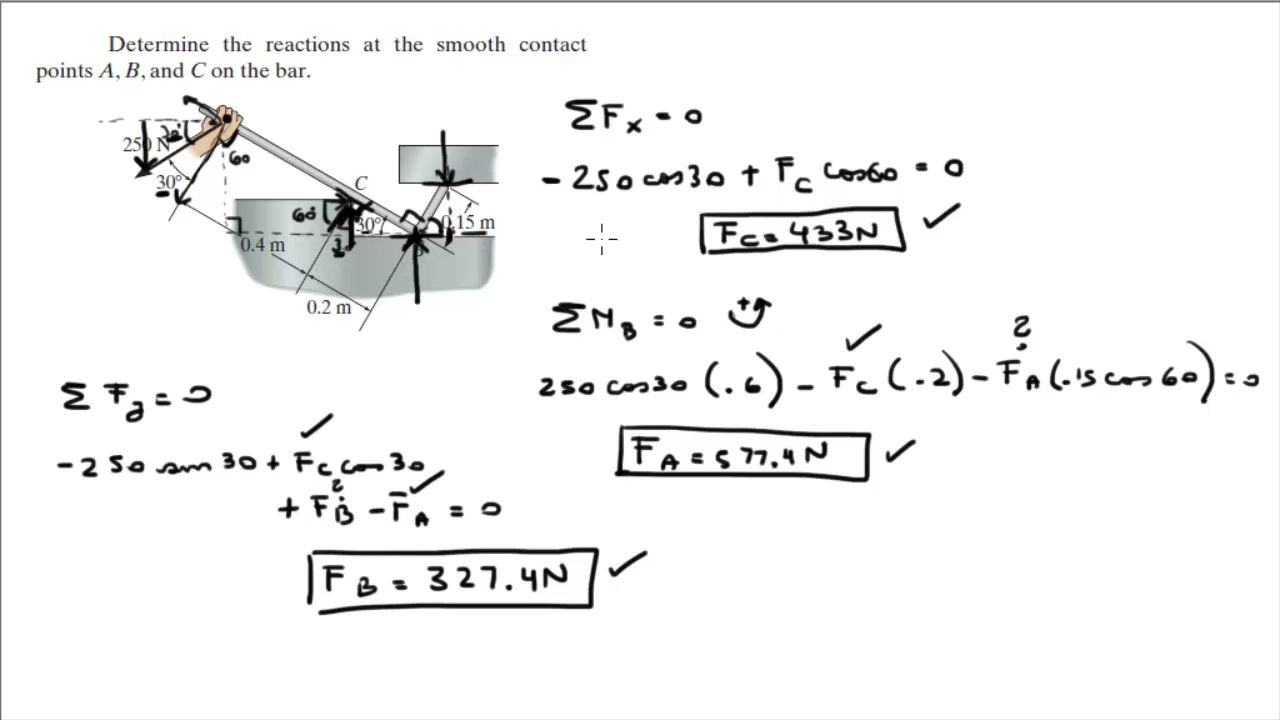 Determine the reactions at the smooth contact
points A, B, and C on the bar.
250 N
30°
60
C
60°
30°
0.15 m
0.4 m
0.2 m
ΣFx = 0
- 250 cos30 + FC cos60 = 0
FC = 433N ✓
ΣMB = 0 +
250 cos30 (.6) - FC (.2) - FA (.15 cos 60) = 0
?
FA = 577.4N ✓
ΣFy = 0
- 250 sin 30 + FC cos 30
?
+ FB - FA = 0
FB = 327.4N ✓